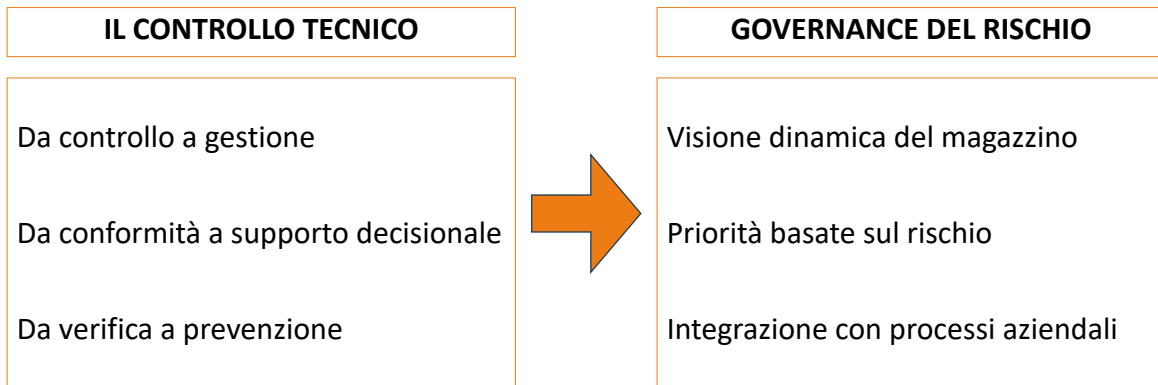 IL CONTROLLO TECNICO
Da controllo a gestione
Da conformità a supporto decisionale
Da verifica a prevenzione
GOVERNANCE DEL RISCHIO
Visione dinamica del magazzino
Priorità basate sul rischio
Integrazione con processi aziendali